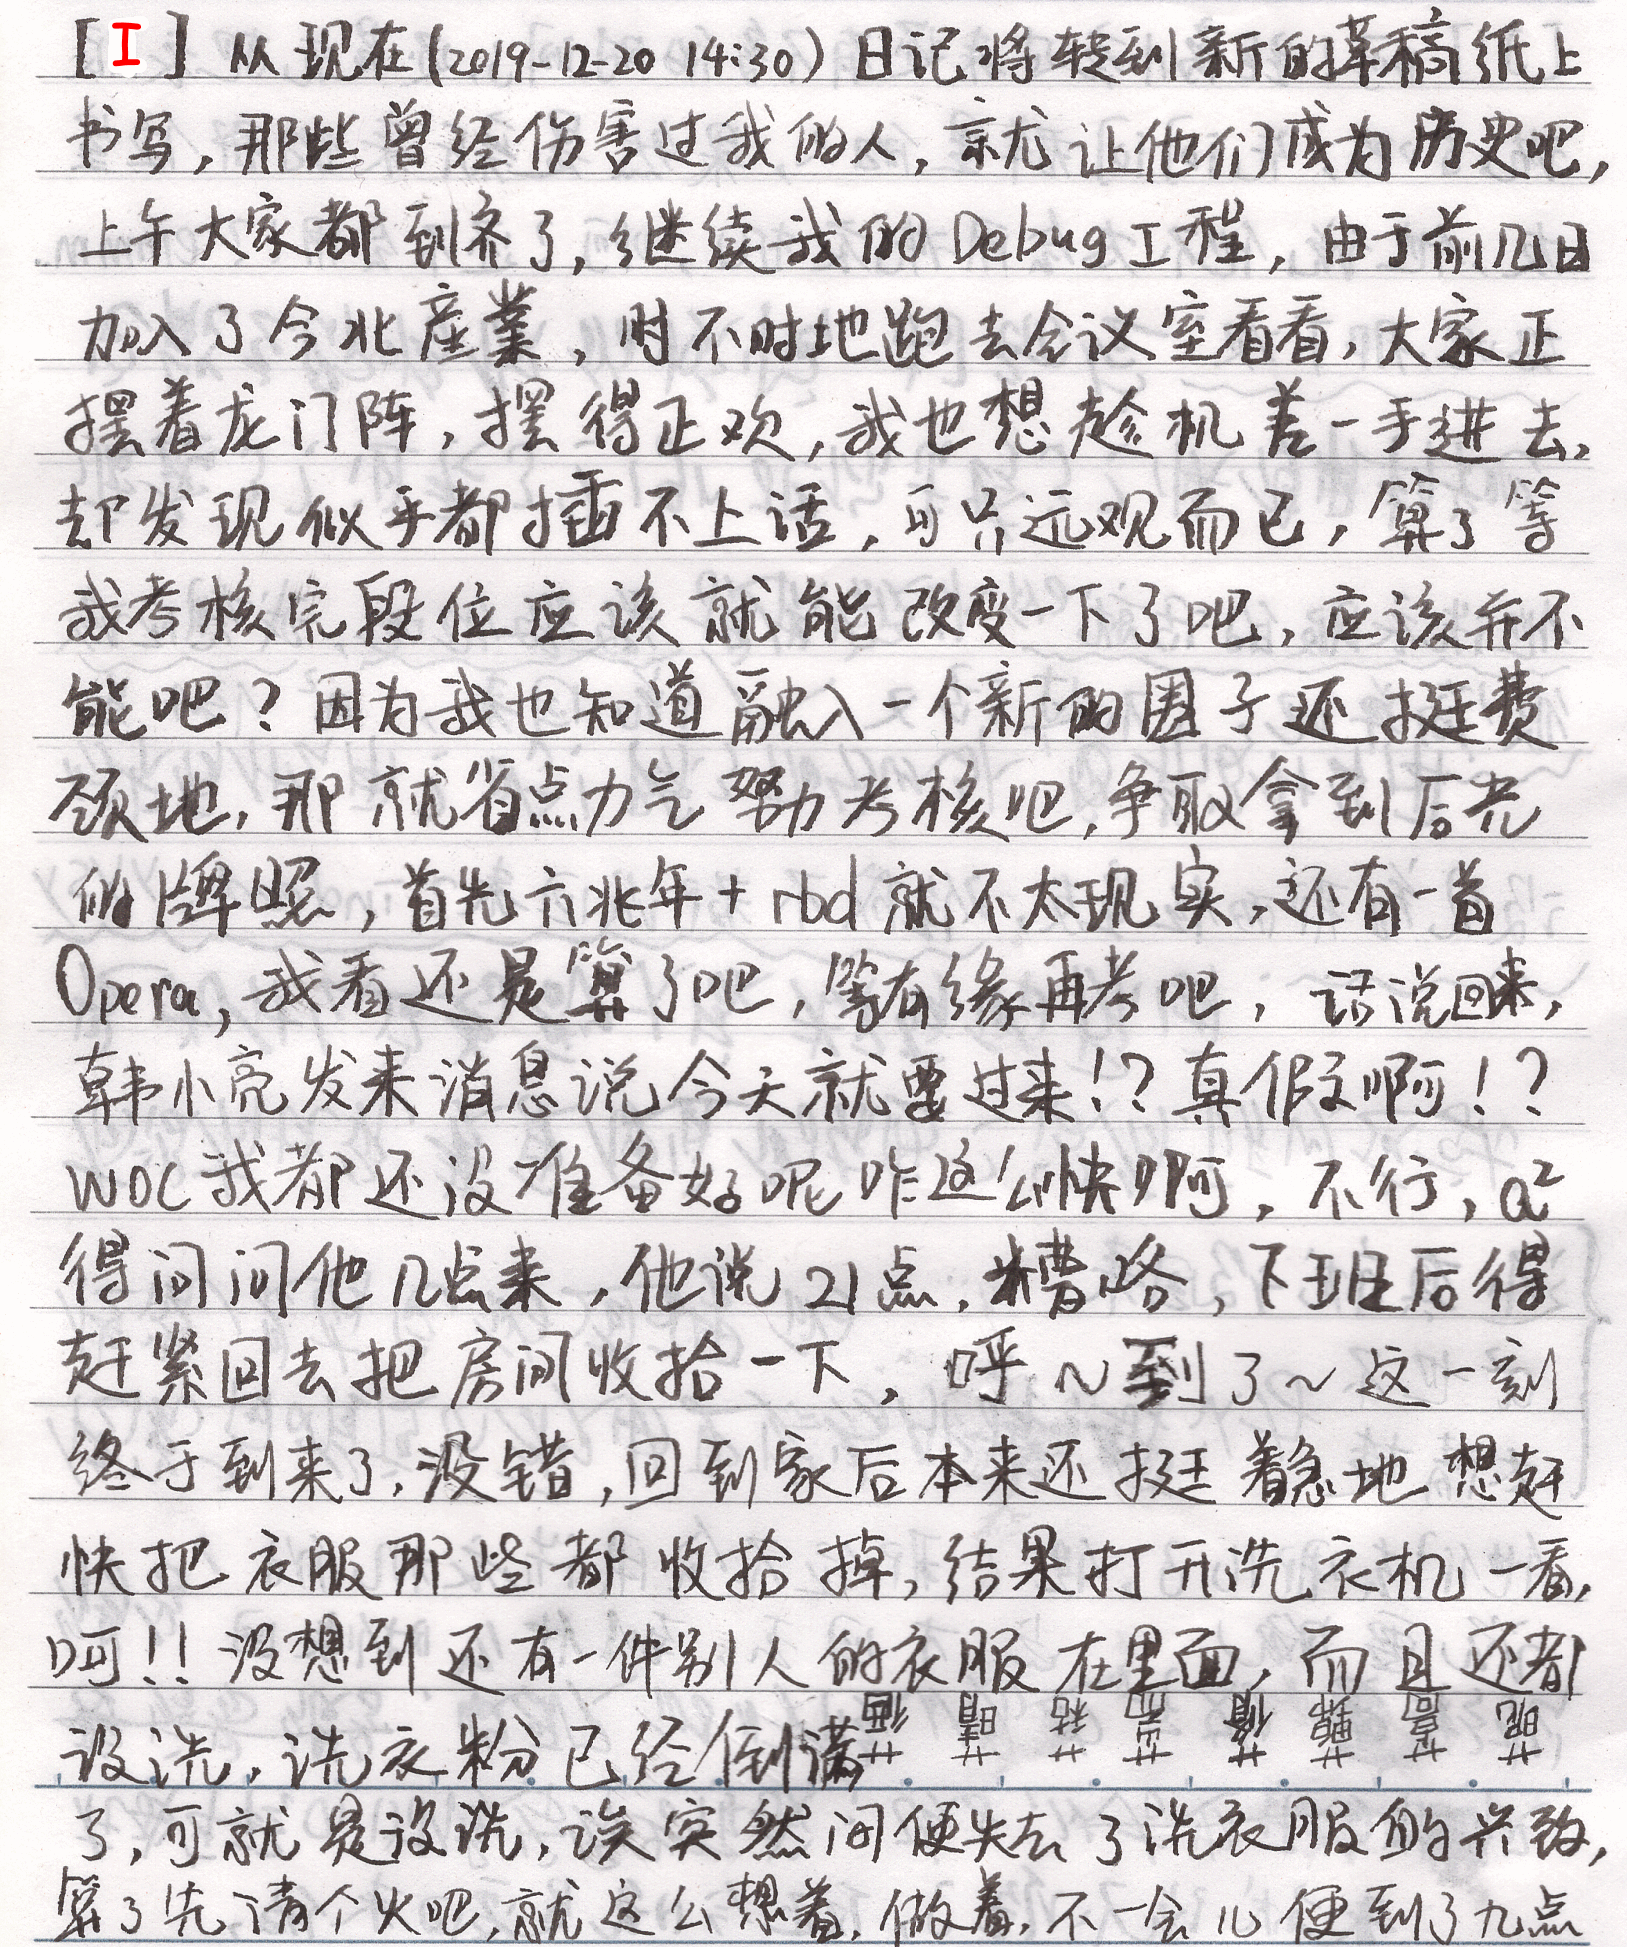 [I] 从现在(2019-12-20 14:30)日记将转到新的草稿纸上
书写,那些曾经伤害过我的人,就让他们成为历史吧,
上午大家都到齐了,继续我的Debug工程,由于前几日
加入了今北産業,时不时地跑去会议室看看,大家正
摆着龙门阵,摆得正欢,我也想趁机差一手进去,
却发现似乎都插不上话,可只远观而已,算了等
我考核完段位应该就能改变一下了吧,应该并不
能吧?因为我也知道融入一个新的圈子还挺费
颈地,那就省点力气努力考核吧,争取拿到后光
的牌照,首先六兆年+rbd就不太现实,还有一首
Opera,我看还是算了吧,等有缘再考吧,话说回来,
韩小亮发来消息说今天就要过来!?真假啊!?
WOC我都还没准备好呢咋这么快啊,不行,a²
得问问他几点来,他说21点,糟路,下班后得
赶紧回去把房间收拾一下,呼~到了~这一刻
终于到来了,没错,回到家后本来还挺着急地想赶
快把衣服那些都收拾掉,结果打开洗衣机一看,
呵!!没想到还有一件别人的衣服在里面,而且还都
没洗,洗衣粉已经倒满
了,可就是没洗,诶突然间便失去了洗衣服的兴致,
算了先清个火吧,就这么想着,做着,不一会儿便到了九点